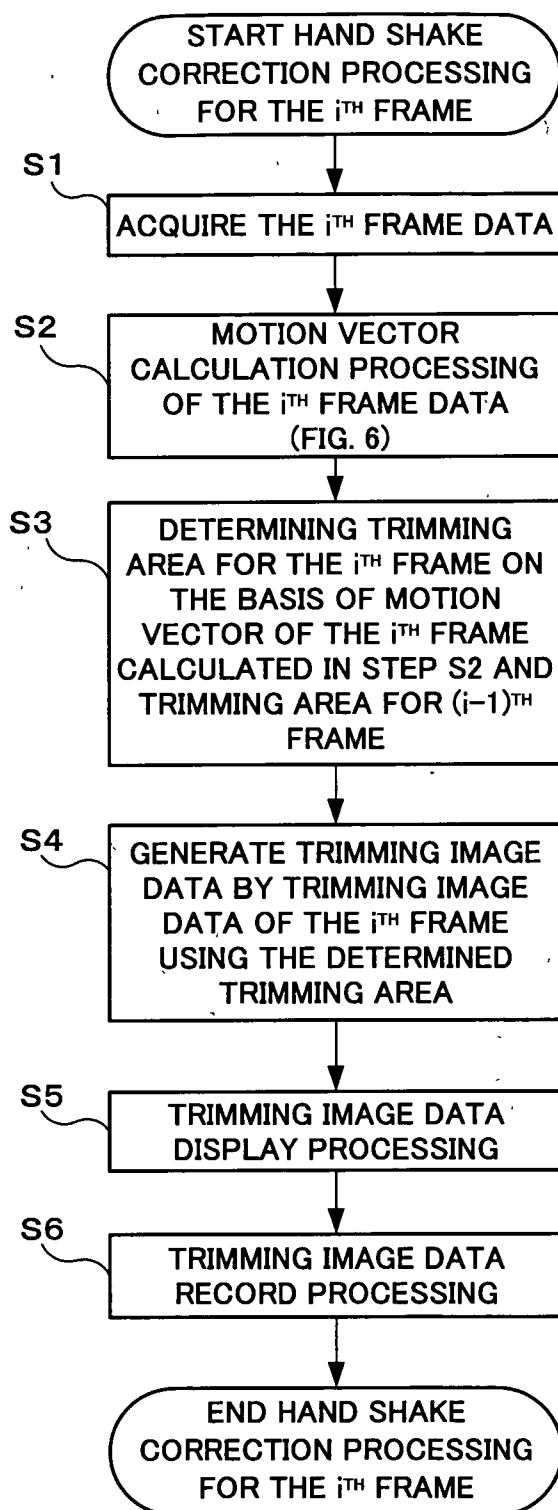 START HAND SHAKE
CORRECTION PROCESSING
FOR THE iTH FRAME
S1
ACQUIRE THE iTH FRAME DATA
S2
MOTION VECTOR
CALCULATION PROCESSING
OF THE iTH FRAME DATA
(FIG. 6)
S3
DETERMINING TRIMMING
AREA FOR THE iTH FRAME ON
THE BASIS OF MOTION
VECTOR OF THE iTH FRAME
CALCULATED IN STEP S2 AND
TRIMMING AREA FOR (i-1)TH
FRAME
S4
GENERATE TRIMMING IMAGE
DATA BY TRIMMING IMAGE
DATA OF THE iTH FRAME
USING THE DETERMINED
TRIMMING AREA
S5
TRIMMING IMAGE DATA
DISPLAY PROCESSING
S6
TRIMMING IMAGE DATA
RECORD PROCESSING
END HAND SHAKE
CORRECTION PROCESSING
FOR THE iTH FRAME